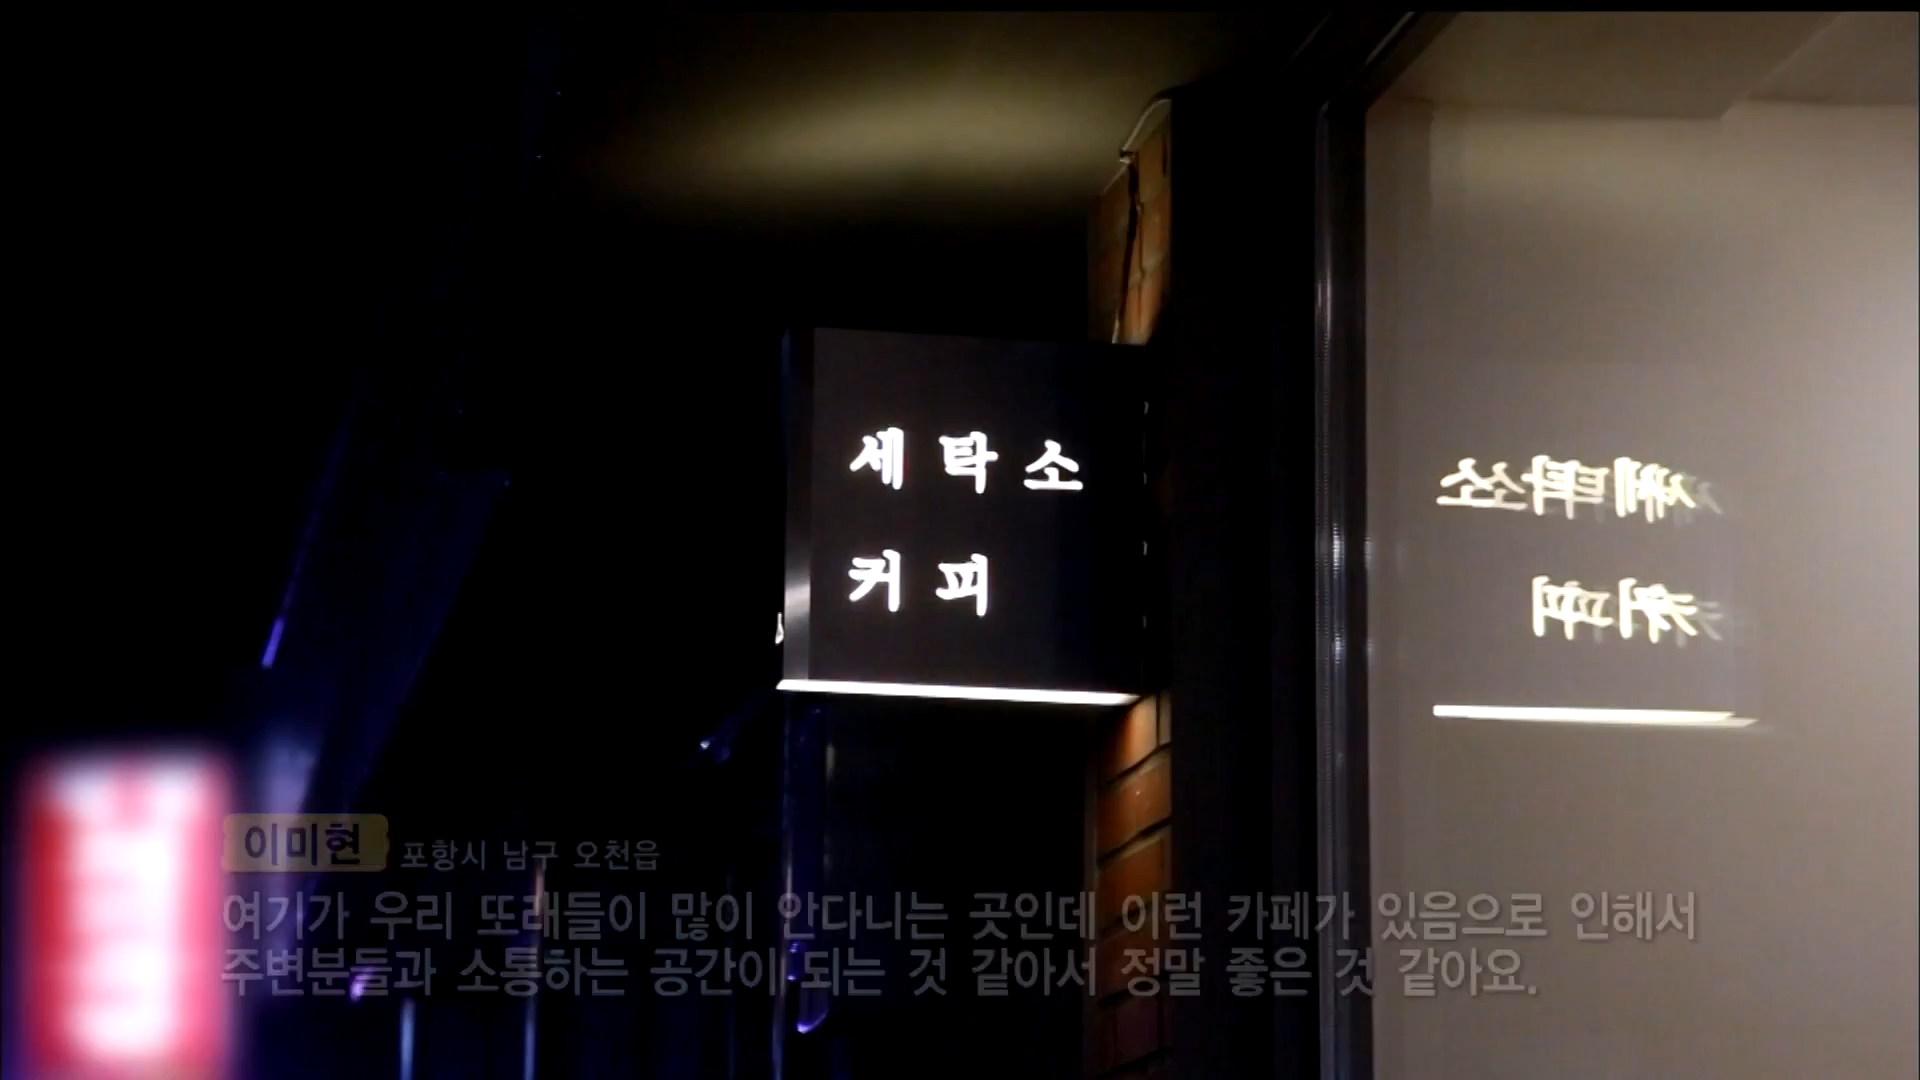 세탁소
커피
이미현 포항시 남구 오천읍
여기가 우리 또래들이 많이 안다니는 곳인데 이런 카페가 있음으로 인해서
주변분들과 소통하는 공간이 되는 것 같아서 정말 좋은 것 같아요.